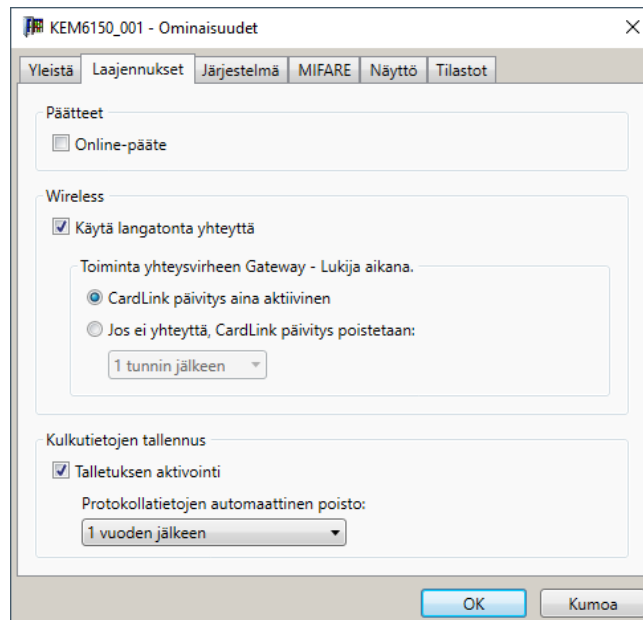 KEM6150_001 - Ominaisuudet
Yleistä Laajennukset Järjestelmä MIFARE Näyttö Tilastot
Päätteet
Online-pääte
Wireless
Käytä langatonta yhteyttä
Toiminta yhteysvirheen Gateway - Lukija aikana.
CardLink päivitys aina aktiivinen
Jos ei yhteyttä, CardLink päivitys poistetaan:
1 tunnin jälkeen
Kulkutietojen tallennus
Talletuksen aktivointi
Protokollatietojen automaattinen poisto:
1 vuoden jälkeen
OK Kumoa